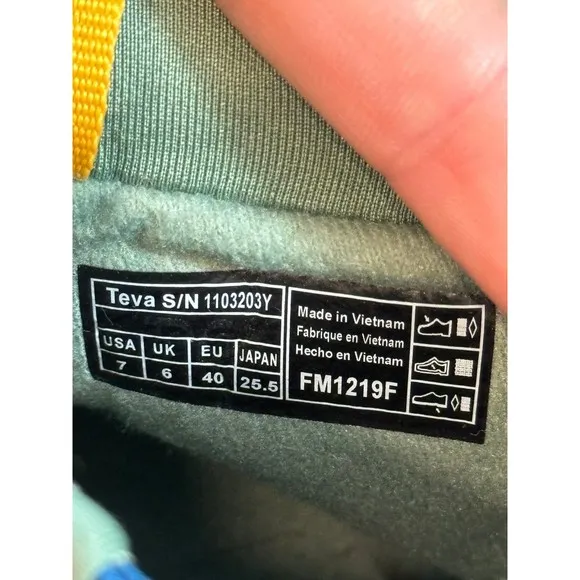 Teva S/N 1103203Y
USA UK EU JAPAN
7 6 40 25.5
Made in Vietnam
Fabrique en Vietnam
Hecho en Vietnam
FM1219F